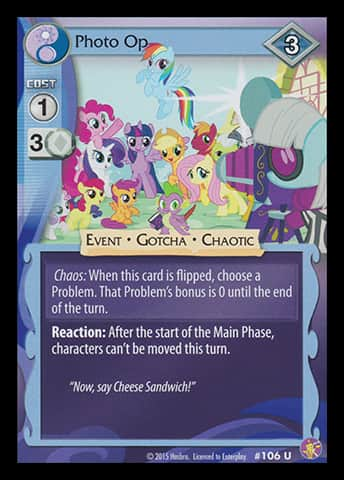 Photo Op
3
COST
1
3
EVENT • GOTCHA • CHAOTIC
Chaos: When this card is flipped, choose a
Problem. That Problem's bonus is 0 until the end
of the turn.
Reaction: After the start of the Main Phase,
characters can't be moved this turn.
"Now, say Cheese Sandwich!"
© 2015 Hasbro. Licensed to Enterplay. #106 U